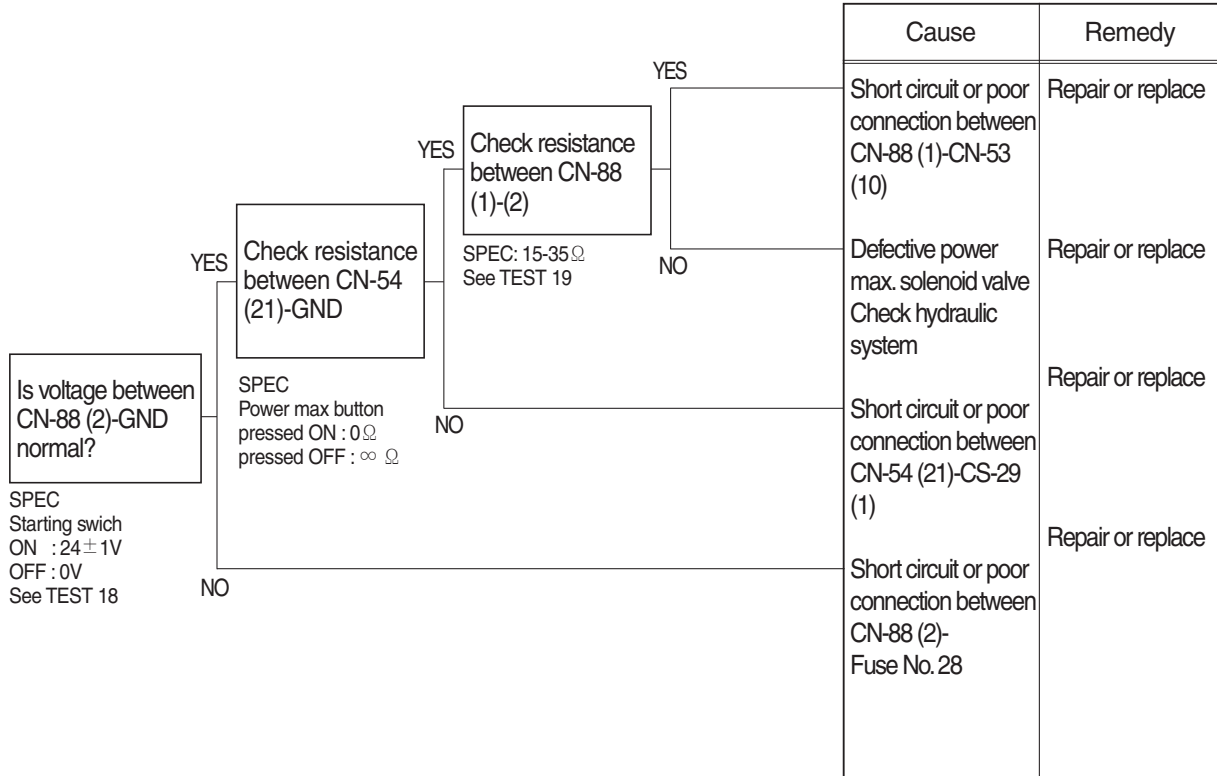 Cause
Remedy
YES
Short circuit or poor
connection between
CN-88 (1)-CN-53
(10)
Repair or replace
YES
Check resistance
between CN-88
(1)-(2)
SPEC: 15-35Ω
See TEST 19
NO
Defective power
max. solenoid valve
Check hydraulic
system
Repair or replace
YES
Check resistance
between CN-54
(21)-GND
SPEC
Power max button
pressed ON : 0Ω
pressed OFF : ∞ Ω
NO
Short circuit or poor
connection between
CN-54 (21)-CS-29
(1)
Repair or replace
Is voltage between
CN-88 (2)-GND
normal?
SPEC
Starting swich
ON : 24±1V
OFF : 0V
See TEST 18
NO
Short circuit or poor
connection between
CN-88 (2)-
Fuse No. 28
Repair or replace